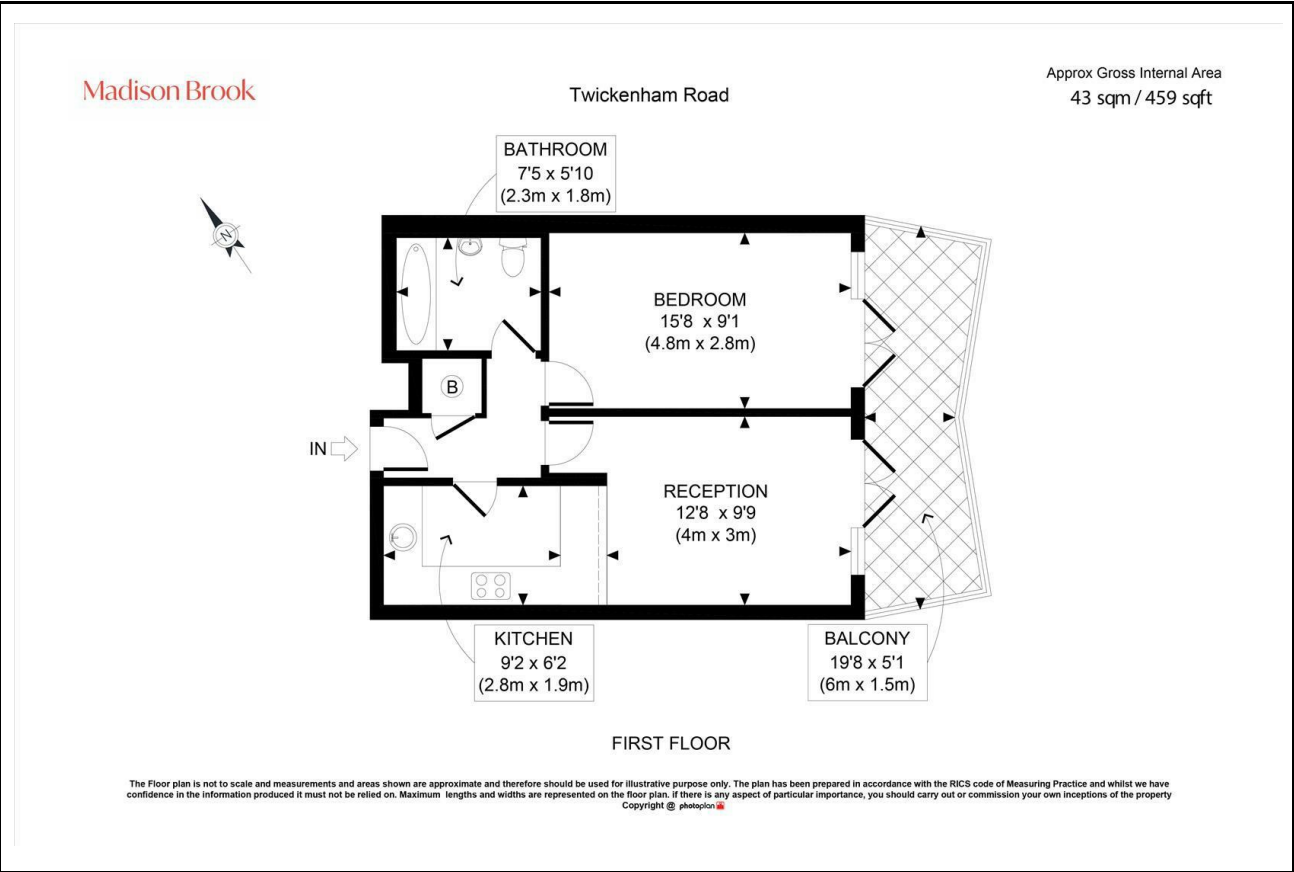 Madison Brook
Twickenham Road
Approx Gross Internal Area
43 sqm / 459 sqft
BATHROOM
7'5 x 5'10
(2.3m x 1.8m)
N
BEDROOM
15'8 x 9'1
(4.8m x 2.8m)
B
IN
RECEPTION
12'8 x 9'9
(4m x 3m)
KITCHEN
9'2 x 6'2
(2.8m x 1.9m)
BALCONY
19'8 x 5'1
(6m x 1.5m)
FIRST FLOOR
The Floor plan is not to scale and measurements and areas shown are approximate and therefore should be used for illustrative purpose only. The plan has been prepared in accordance with the RICS code of Measuring Practice and whilst we have
confidence in the information produced it must not be relied on. Maximum lengths and widths are represented on the floor plan. if there is any aspect of particular importance, you should carry out or commission your own inceptions of the property
Copyright @ photoplan